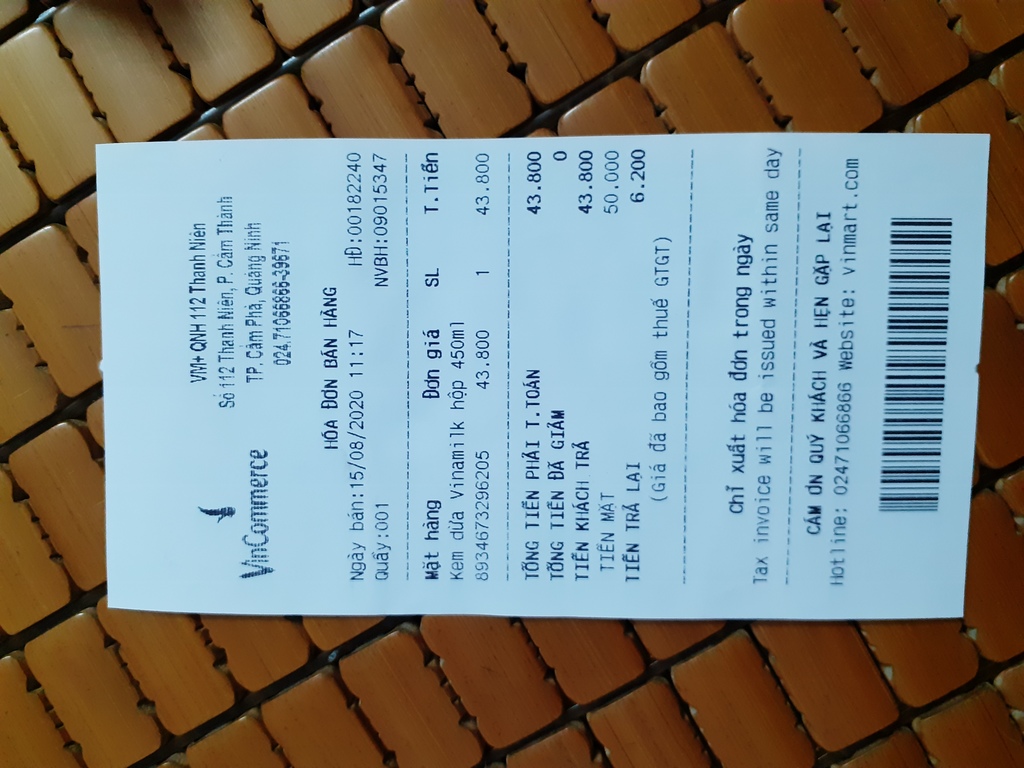 VinCommerce
VM+ QNH 112 Thanh Niên
Số 112 Thanh Niên, P. Cẩm Thành
TP. Cẩm Phả, Quảng Ninh
024.71066866-39671
HÓA ĐƠN BÁN HÀNG
Ngày bán:15/08/2020 11:17 HĐ:00182240
Quầy:001 NVBH:09015347
Mặt hàng Đơn giá SL T.Tiền
Kem dừa Vinamilk hộp 450ml
8934673296205 43.800 1 43.800
TỔNG TIỀN PHẢI T.TOÁN 43.800
TỔNG TIỀN ĐÃ GIẢM 0
TIỀN KHÁCH TRẢ 43.800
TIỀN MẶT 50.000
TIỀN TRẢ LẠI 6.200
(Giá đã bao gồm thuế GTGT)
Chỉ xuất hóa đơn trong ngày
Tax invoice will be issued within same day
CẢM ƠN QUÝ KHÁCH VÀ HẸN GẶP LẠI
Hotline: 02471066866 Website: vinmart.com